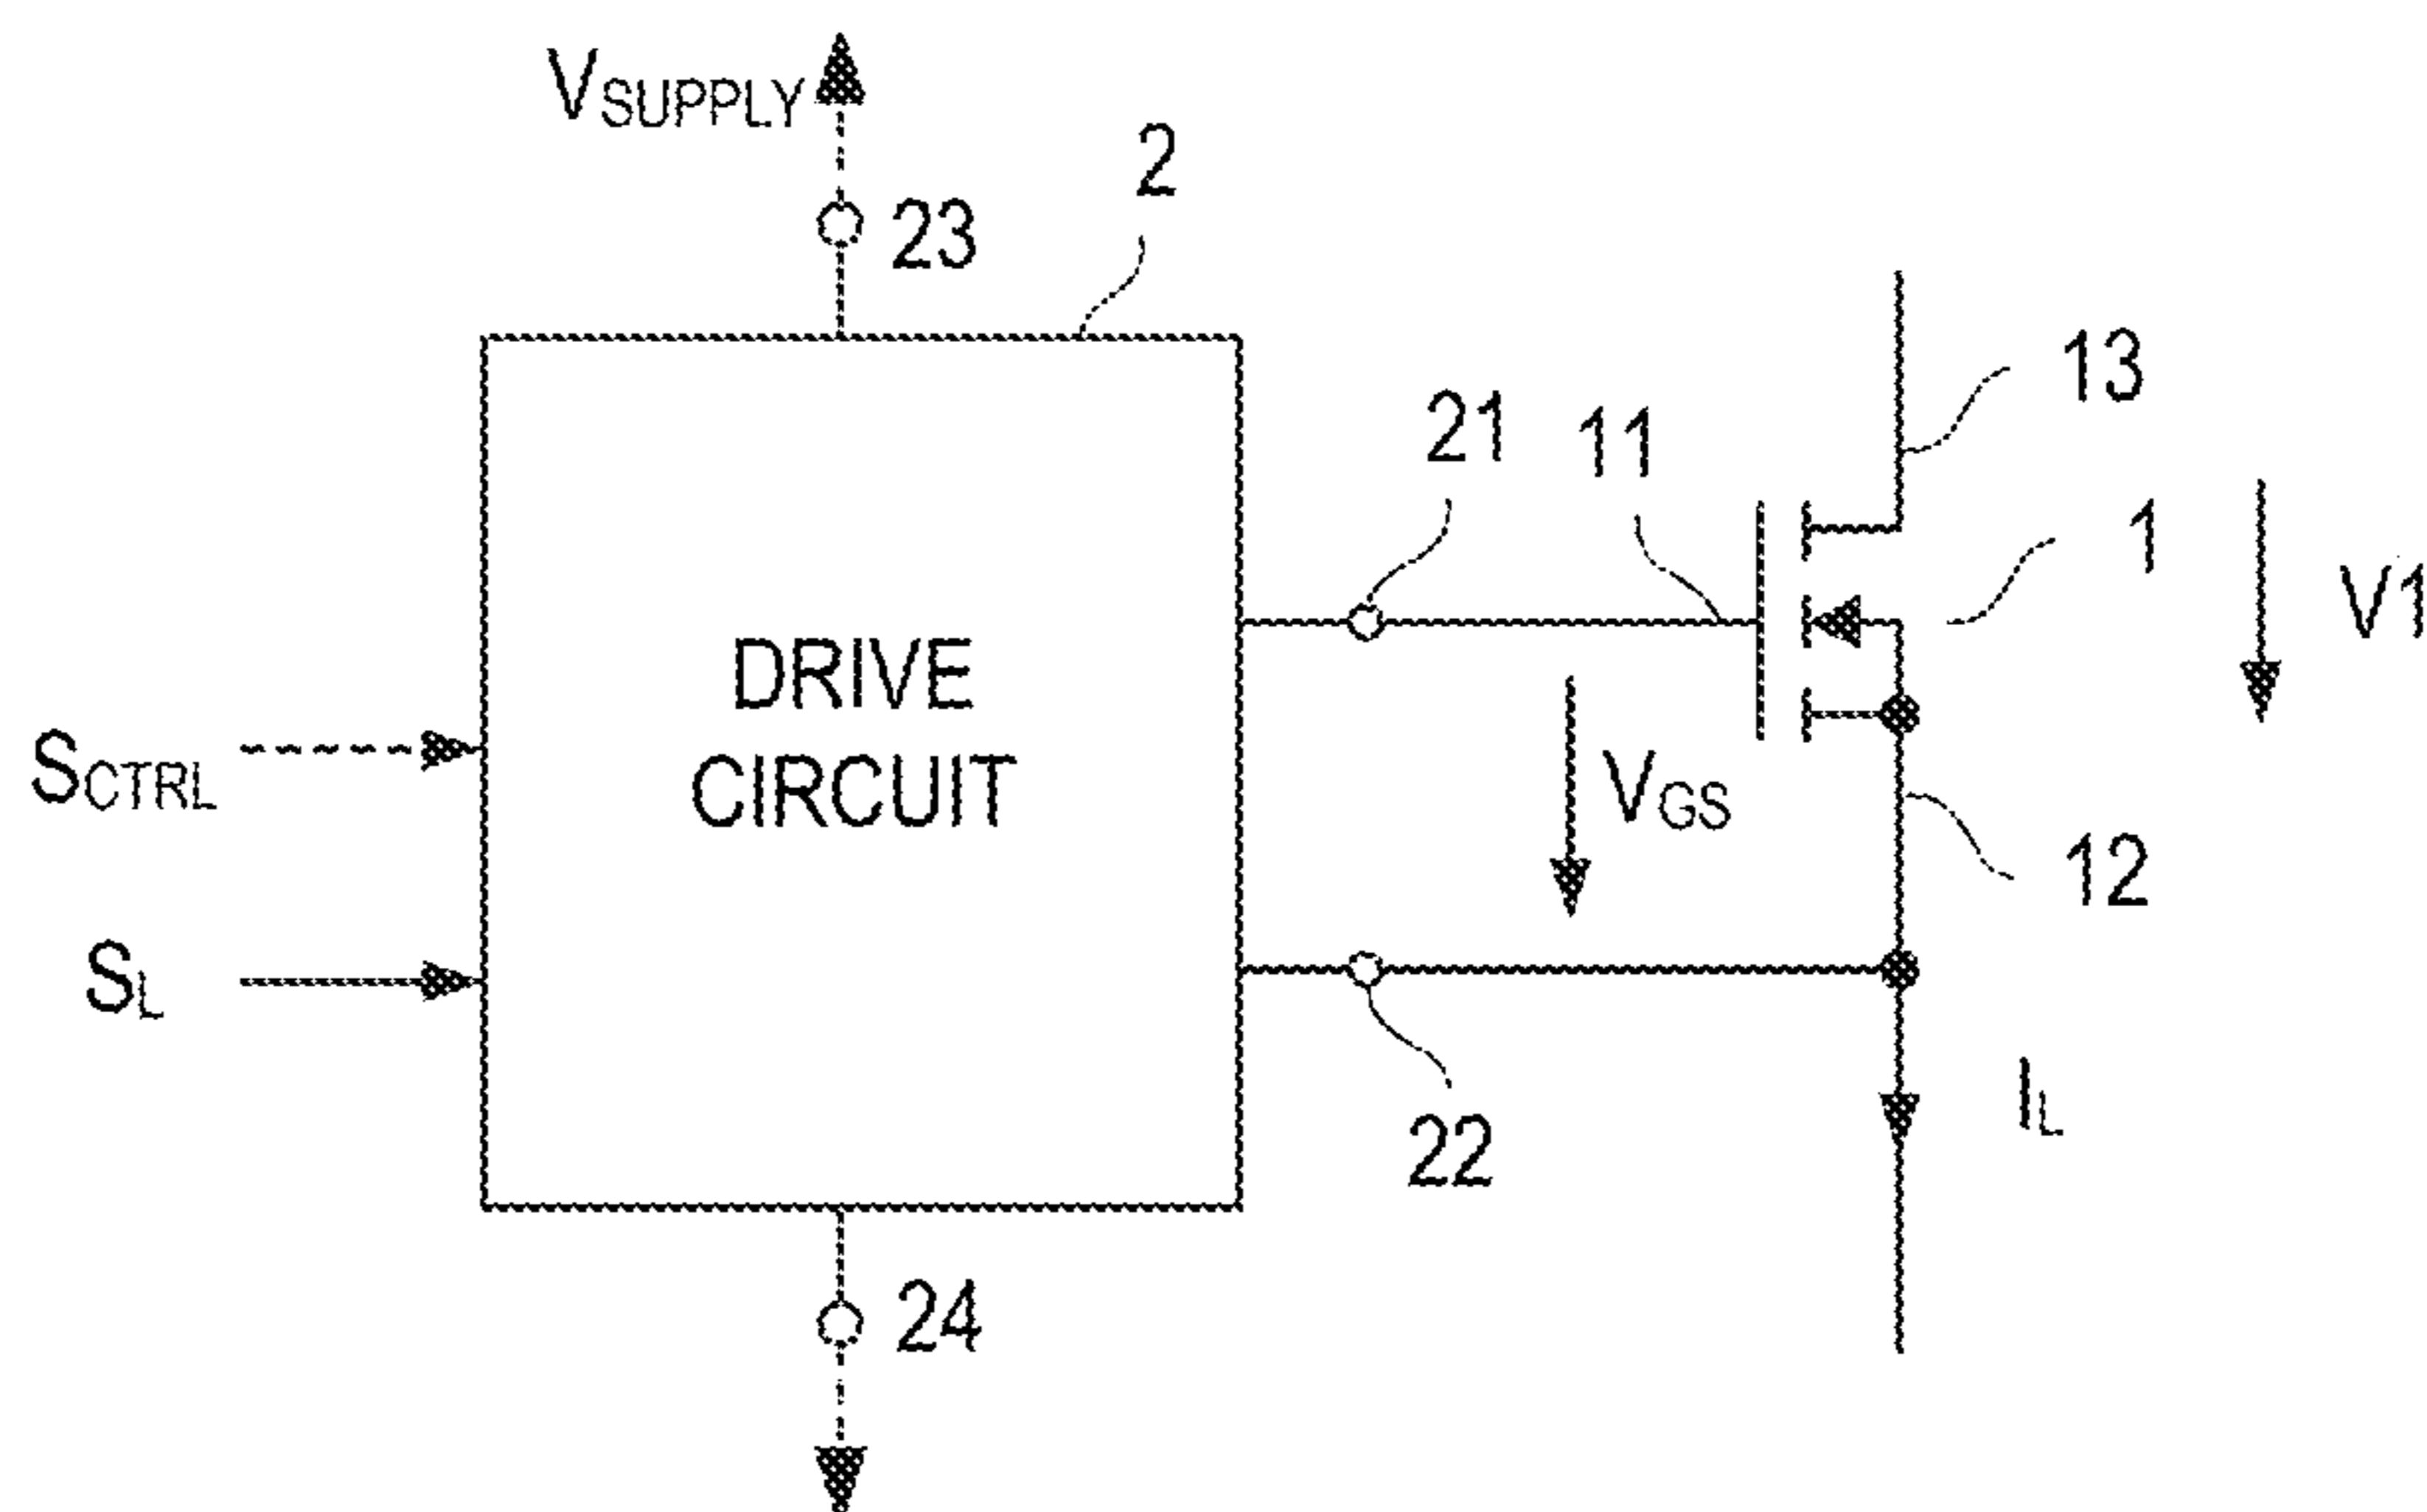 VSUPPLY
2
23
13
21
11
1
V1
DRIVE
CIRCUIT
SCTRL
VGS
12
SL
IL
22
24